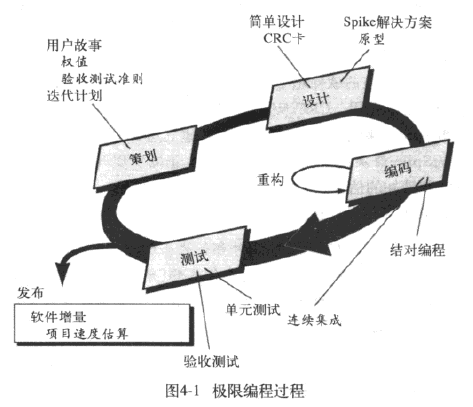 用户故事
权值
验收测试准则
迭代计划
简单设计
CRC卡
Spike解决方案
原型
设计
策划
编码
重构
结对编程
测试
单元测试
连续集成
验收测试
发布
软件增量
项目速度估算
图4-1 极限编程过程